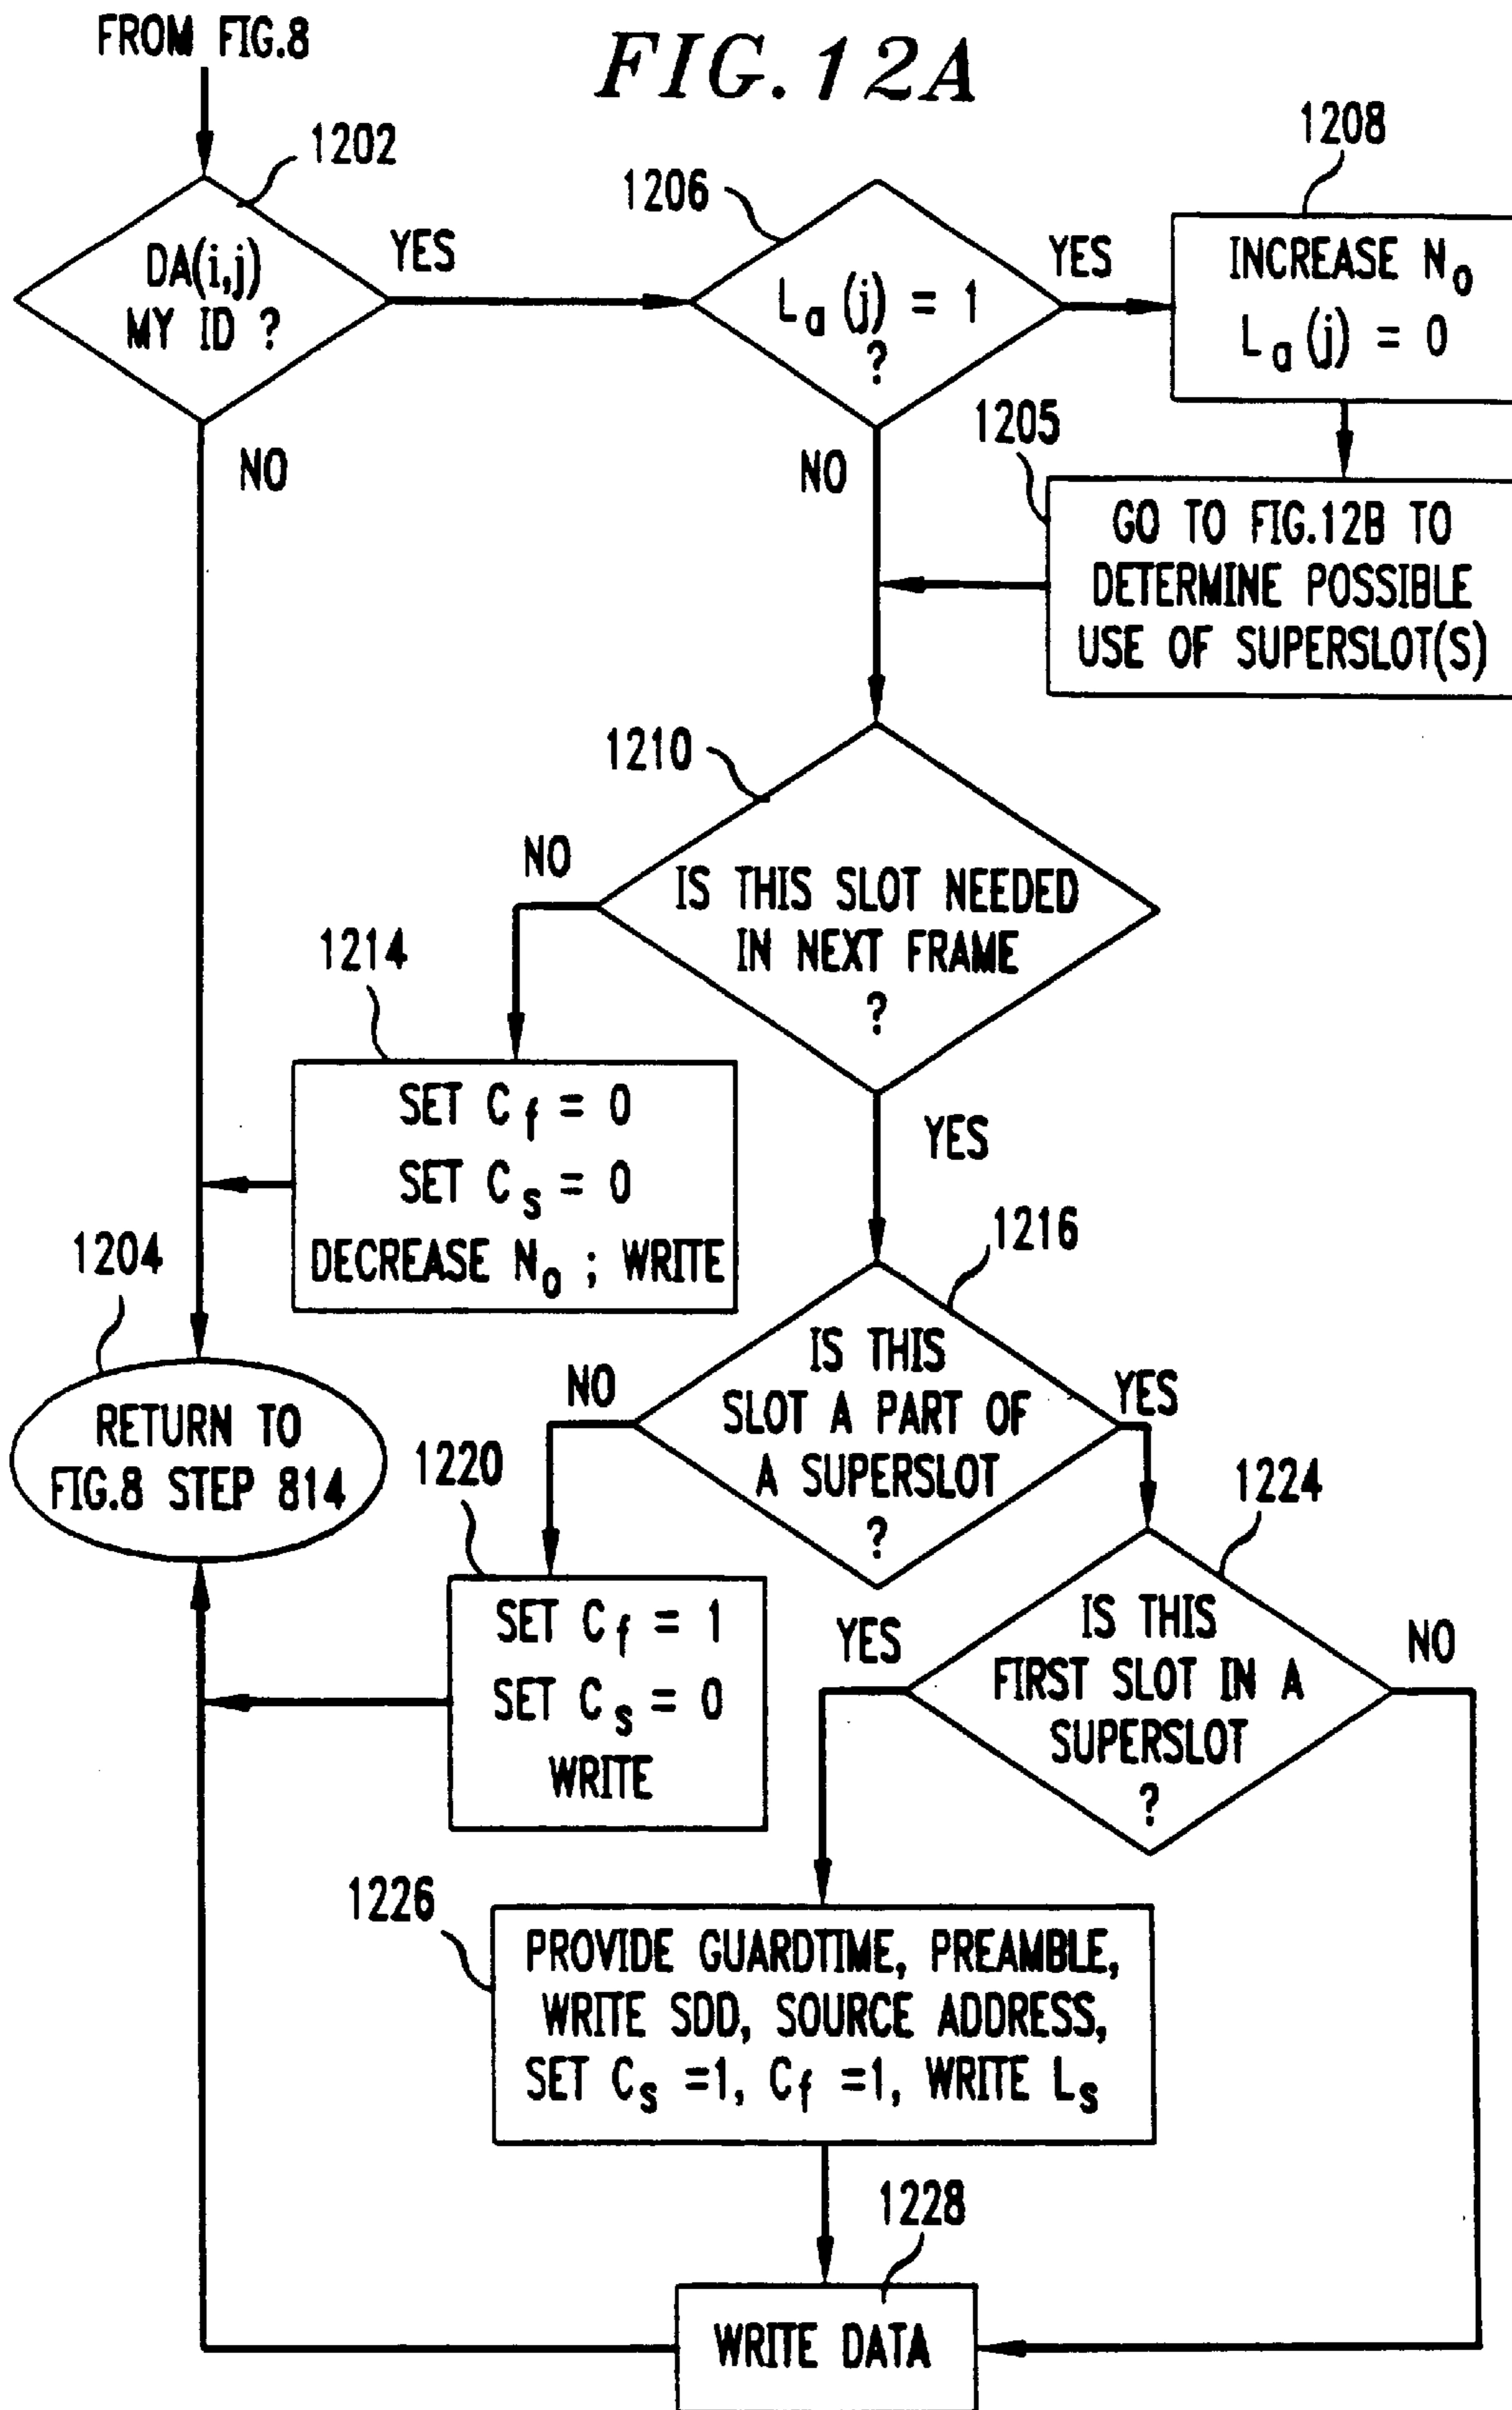 FROM FIG.8
FIG.12A
1202
DA(i,j)
MY ID ?
YES
NO
1206
L_a (j) = 1
?
YES
NO
1208
INCREASE N_o
L_a (j) = 0
1205
GO TO FIG.12B TO
DETERMINE POSSIBLE
USE OF SUPERSLOT(S)
1210
IS THIS SLOT NEEDED
IN NEXT FRAME
?
NO
YES
1214
SET C_f = 0
SET C_s = 0
DECREASE N_o ; WRITE
1204
RETURN TO
FIG.8 STEP 814
1216
IS THIS
SLOT A PART OF
A SUPERSLOT
?
NO
YES
1220
SET C_f = 1
SET C_s = 0
WRITE
1224
IS THIS
FIRST SLOT IN A
SUPERSLOT
?
YES
NO
1226
PROVIDE GUARDTIME, PREAMBLE,
WRITE SDD, SOURCE ADDRESS,
SET C_s =1, C_f =1, WRITE L_s
1228
WRITE DATA